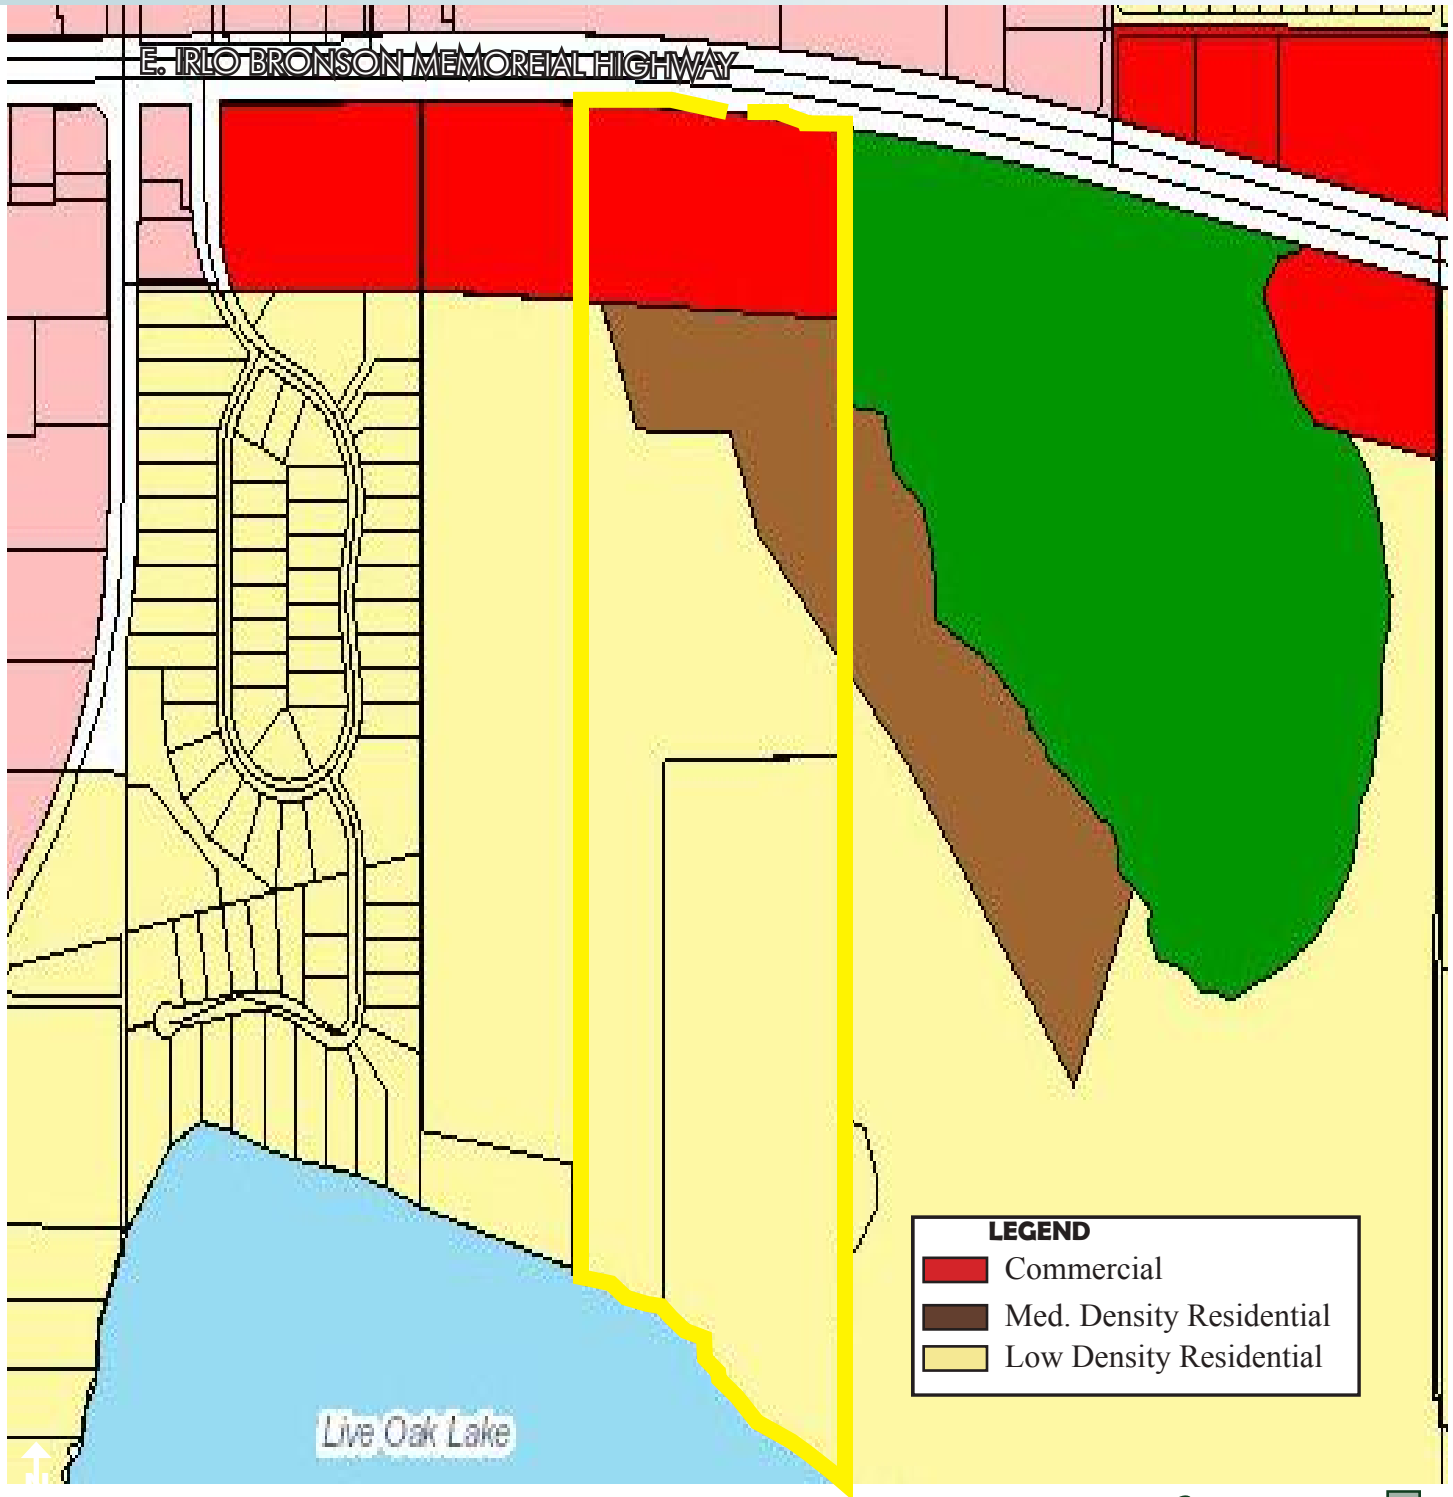 E. IRLO BRONSON MEMOREIAL HIGHWAY
LEGEND
Commercial
Med. Density Residential
Low Density Residential
Live Oak Lake